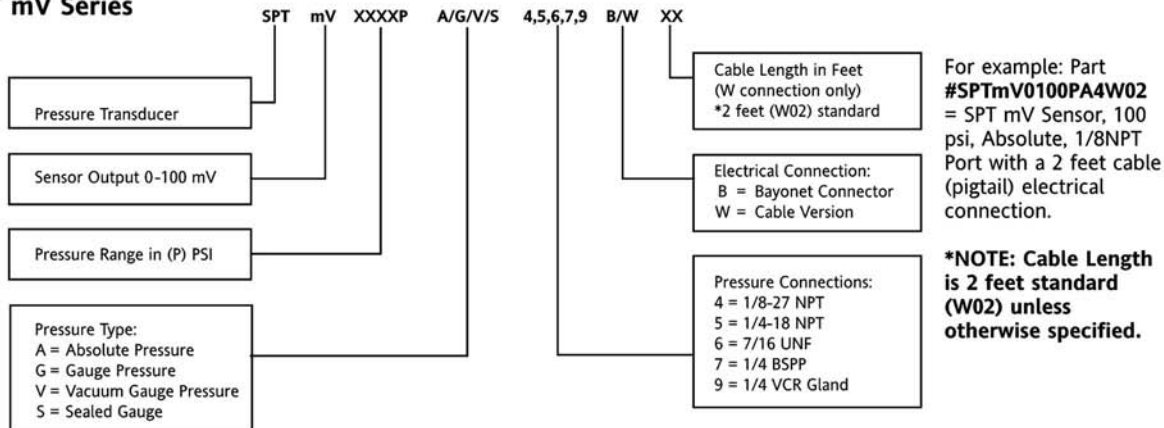 mV Series
SPT mV XXXXP A/G/V/S 4,5,6,7,9 B/W XX
Pressure Transducer
Sensor Output 0-100 mV
Pressure Range in (P) PSI
Pressure Type:
A = Absolute Pressure
G = Gauge Pressure
V = Vacuum Gauge Pressure
S = Sealed Gauge
Cable Length in Feet
(W connection only)
*2 feet (W02) standard
Electrical Connection:
B = Bayonet Connector
W = Cable Version
Pressure Connections:
4 = 1/8-27 NPT
5 = 1/4-18 NPT
6 = 7/16 UNF
7 = 1/4 BSPP
9 = 1/4 VCR Gland
For example: Part
#SPTmV0100PA4W02
= SPT mV Sensor, 100
psi, Absolute, 1/8NPT
Port with a 2 feet cable
(pigtail) electrical
connection.
*NOTE: Cable Length
is 2 feet standard
(W02) unless
otherwise specified.